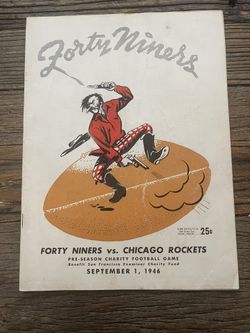 Forty Niners
25¢
FORTY NINERS vs. CHICAGO ROCKETS
PRE-SEASON CHARITY FOOTBALL GAME
Benefit San Francisco Examiner Charity Fund
SEPTEMBER 1, 1946